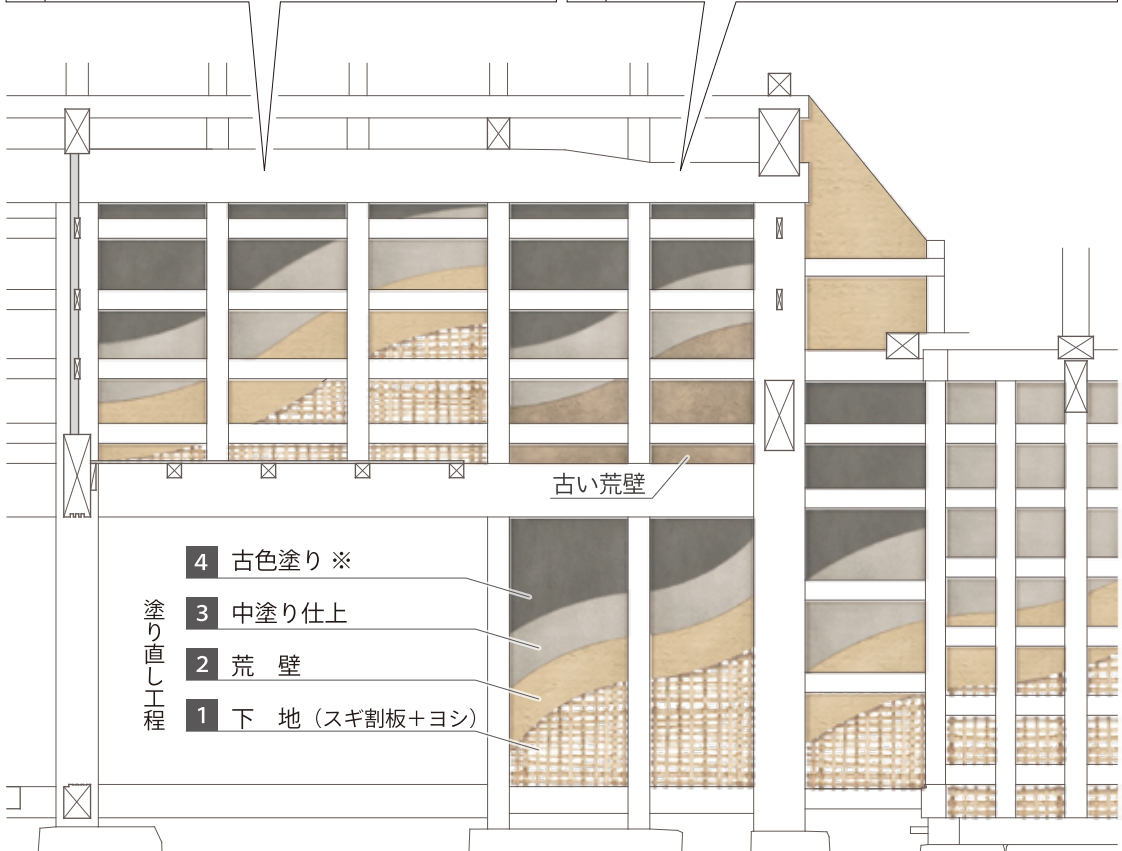 古い荒壁
塗り直し工程
4 古色塗り ※
3 中塗り仕上
2 荒　壁
1 下　地（スギ割板＋ヨシ）